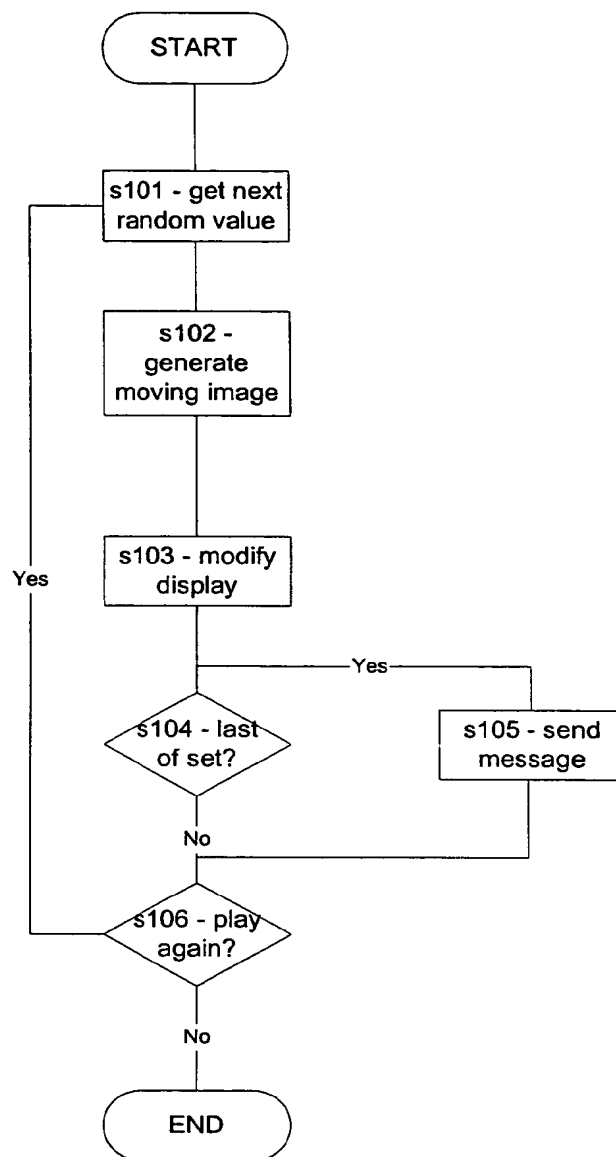 START
s101 - get next
random value
s102 -
generate
moving image
s103 - modify
display
Yes
Yes
s104 - last
of set?
s105 - send
message
No
s106 - play
again?
No
END